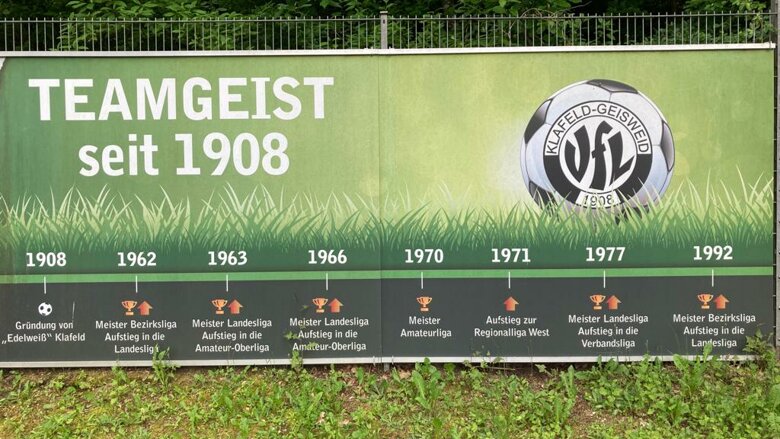 TEAMGEIST
seit 1908
KLAFELD-GEISWEID
VfL
1908
1908
Gründung von
„Edelweiß" Klafeld
1962
Meister Bezirksliga
Aufstieg in die
Landesliga
1963
Meister Landesliga
Aufstieg in die
Amateur-Oberliga
1966
Meister Landesliga
Aufstieg in die
Amateur-Oberliga
1970
Meister
Amateurliga
1971
Aufstieg zur
Regionalliga West
1977
Meister Landesliga
Aufstieg in die
Verbandsliga
1992
Meister Bezirksliga
Aufstieg in die
Landesliga